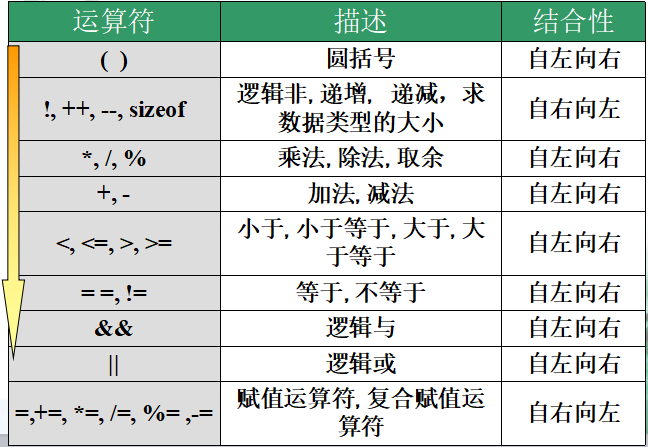 运算符 描述 结合性
( ) 圆括号 自左向右
!, ++, --, sizeof 逻辑非, 递增, 递减，求
数据类型的大小 自右向左
*, /, % 乘法, 除法, 取余 自左向右
+, - 加法, 减法 自左向右
<, <=, >, >= 小于, 小于等于, 大于, 大
于等于 自左向右
= =, != 等于, 不等于 自左向右
&& 逻辑与 自左向右
|| 逻辑或 自左向右
=,+=, *=, /=, %= ,-= 赋值运算符, 复合赋值运
算符 自右向左